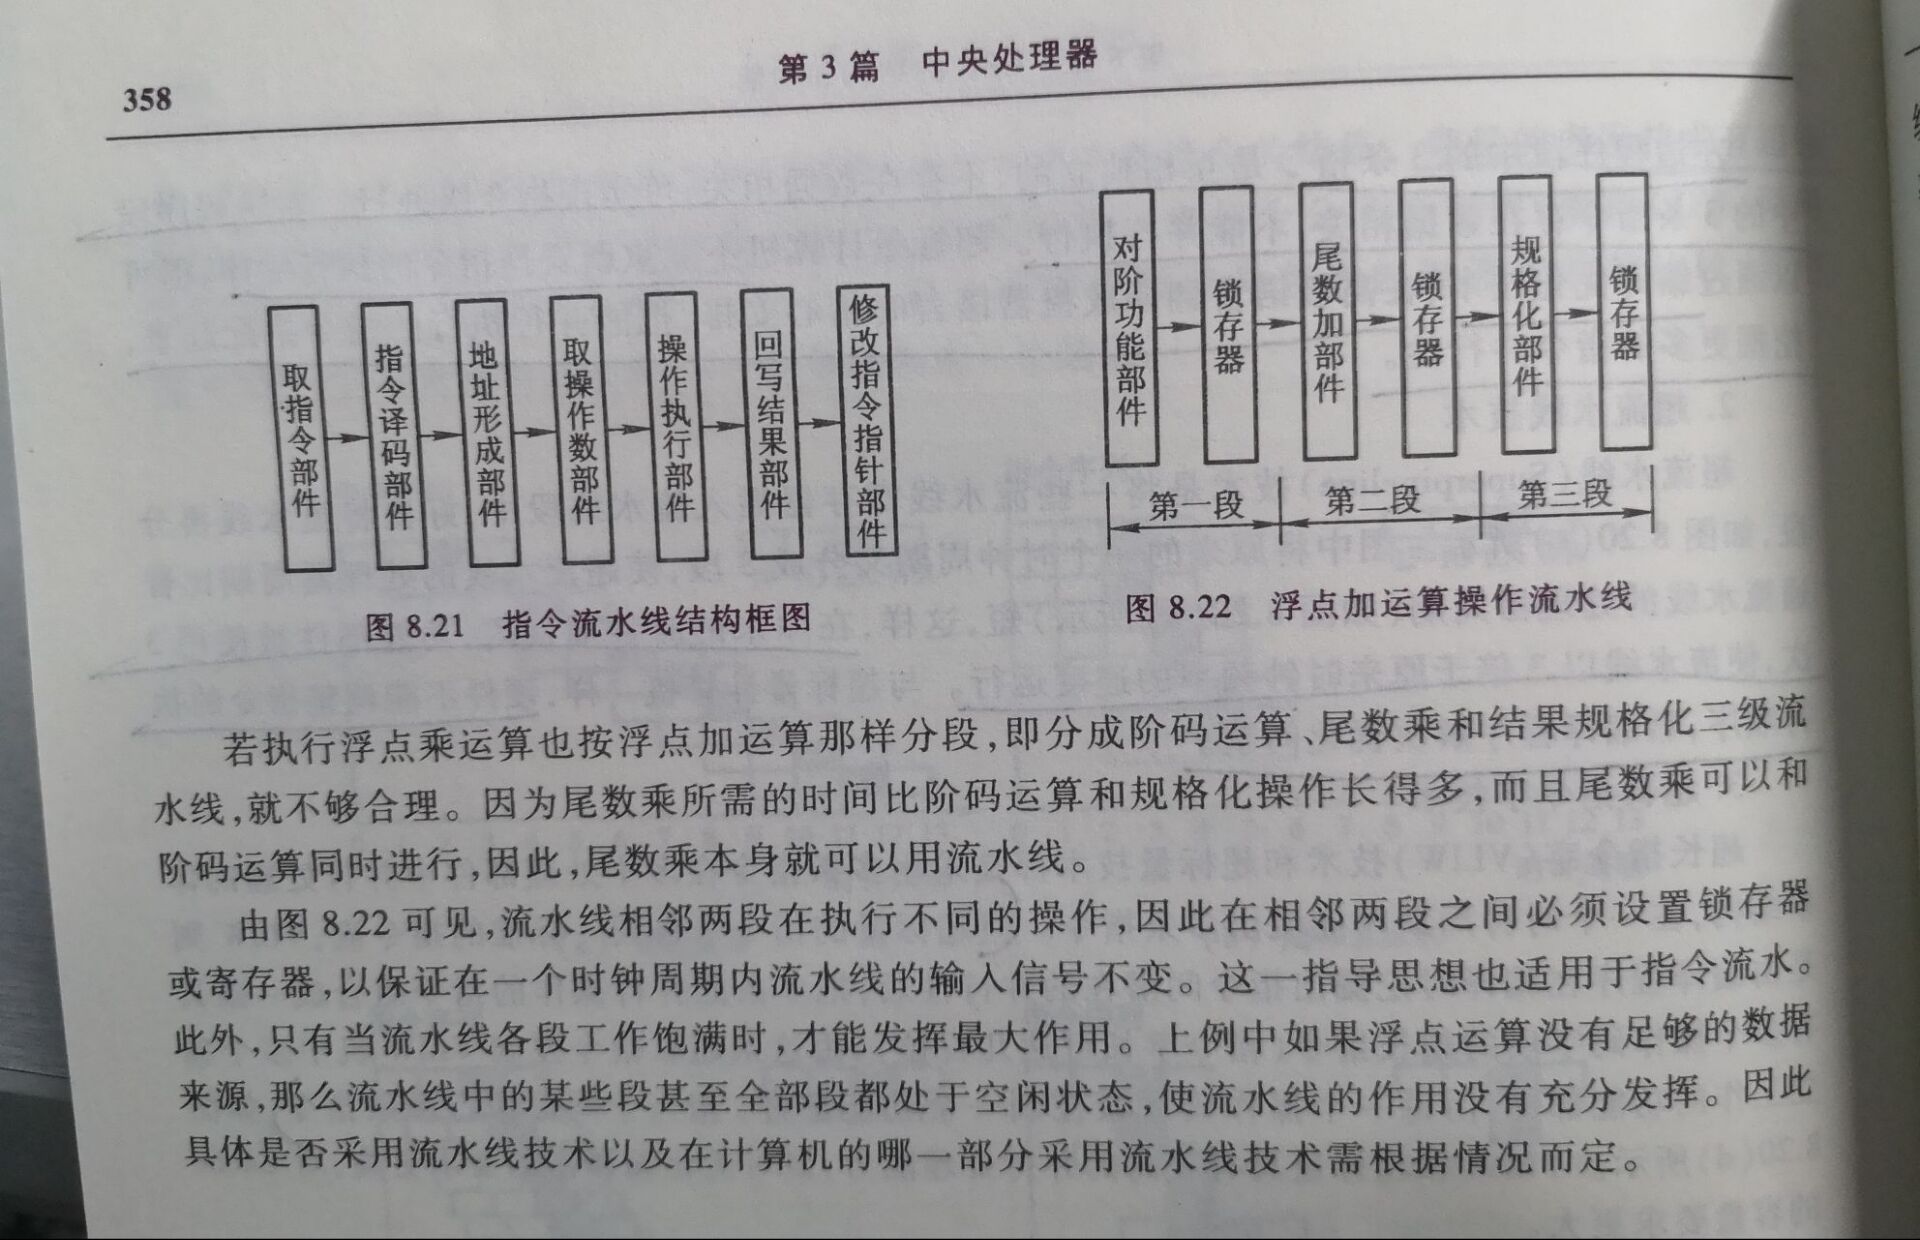 第3篇 中央处理器
358
取指令部件
指令译码部件
地址形成部件
取操作数部件
操作执行部件
回写结果部件
修改指令指针部件
图 8.21 指令流水线结构框图
对阶功能部件
锁存器
尾数加部件
锁存器
规格化部件
锁存器
第一段
第二段
第三段
图 8.22 浮点加运算操作流水线
若执行浮点乘运算也按浮点加运算那样分段,即分成阶码运算、尾数乘和结果规格化三级流
水线,就不够合理。因为尾数乘所需的时间比阶码运算和规格化操作长得多,而且尾数乘可以和
阶码运算同时进行,因此,尾数乘本身就可以用流水线。
由图 8.22 可见,流水线相邻两段在执行不同的操作,因此在相邻两段之间必须设置锁存器
或寄存器,以保证在一个时钟周期内流水线的输入信号不变。这一指导思想也适用于指令流水。
此外,只有当流水线各段工作饱满时,才能发挥最大作用。上例中如果浮点运算没有足够的数据
来源,那么流水线中的某些段甚至全部段都处于空闲状态,使流水线的作用没有充分发挥。因此
具体是否采用流水线技术以及在计算机的哪一部分采用流水线技术需根据情况而定。